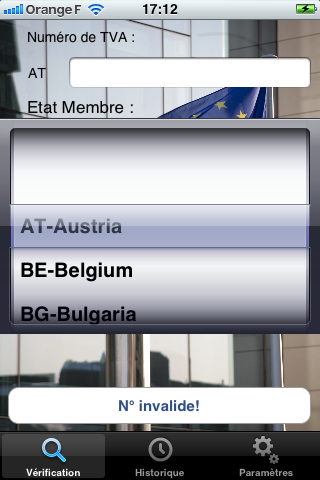 Orange F 17:12
Numéro de TVA :
AT
Etat Membre :
AT-Austria
BE-Belgium
BG-Bulgaria
N° invalide!
Vérification Historique Paramètres